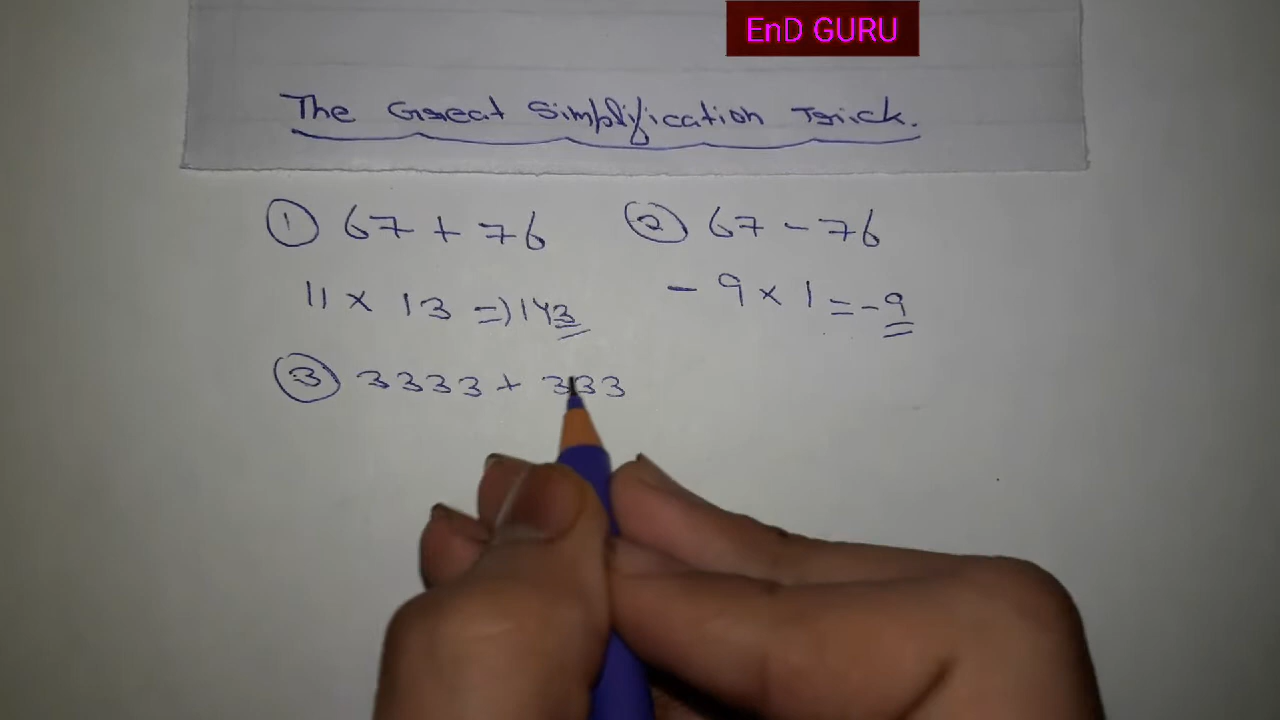 EnD GURU
The Great Simplification Trick.
① 67 + 76 ② 67 - 76
11 × 13 => 143 - 9 × 1 = - 9
③ 3333 + 333